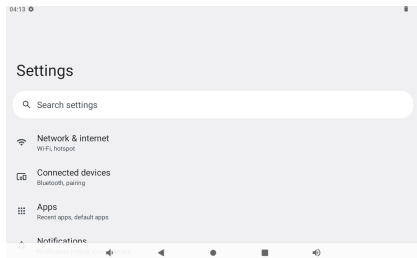 04:13
Settings
Search settings
Network & internet
Wi-Fi, hotspot
Connected devices
Bluetooth, pairing
Apps
Recent apps, default apps
Notifications